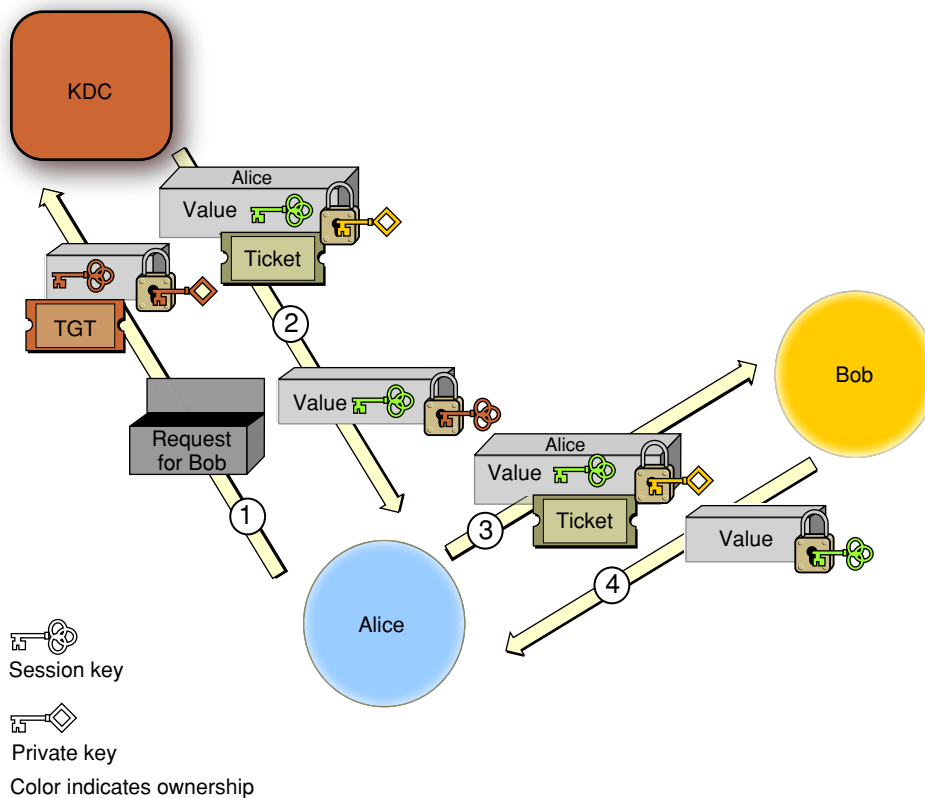 KDC
Alice
Value
Ticket
TGT
2
Value
Request
for Bob
1
Bob
Alice
Value
Ticket
3
Value
4
Alice
Session key
Private key
Color indicates ownership